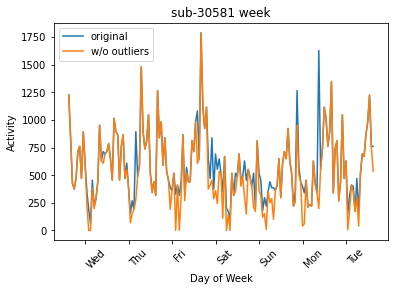 sub-30581 week
original
w/o outliers
Activity
1750
1500
1250
1000
750
500
250
0
Wed
Thu
Fri
Sat
Sun
Mon
Tue
Day of Week